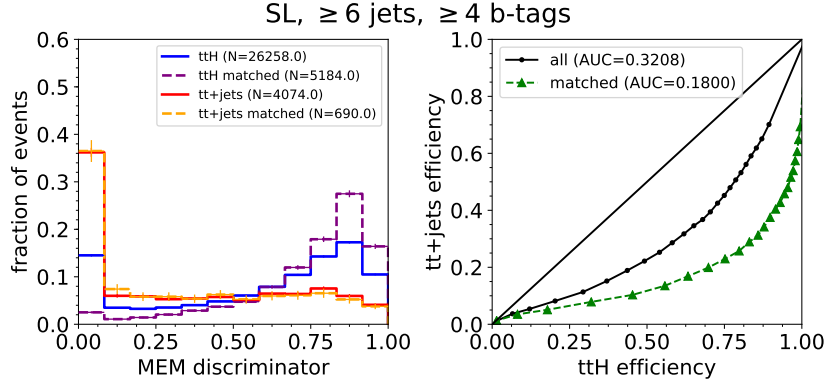 SL, ≥ 6 jets, ≥ 4 b-tags
fraction of events
0.6
0.5
0.4
0.3
0.2
0.1
0.0
ttH (N=26258.0)
ttH matched (N=5184.0)
tt+jets (N=4074.0)
tt+jets matched (N=690.0)
0.00 0.25 0.50 0.75 1.00
MEM discriminator
tt+jets efficiency
1.0
0.8
0.6
0.4
0.2
0.0
all (AUC=0.3208)
matched (AUC=0.1800)
0.00 0.25 0.50 0.75 1.00
ttH efficiency